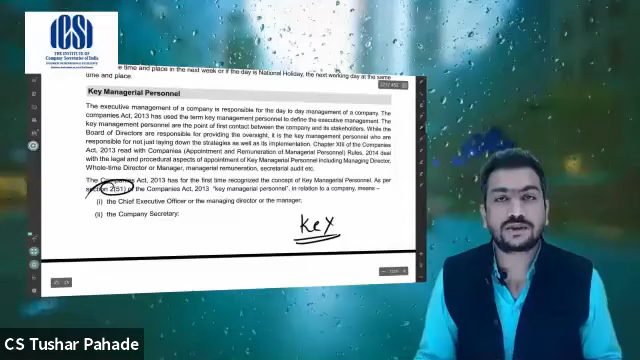 ICSI
THE INSTITUTE OF
Company Secretaries of India
time and place in the next week or if the day is National Holiday, the next working day at the same
time and place.
Key Managerial Personnel
The executive management of a company is responsible for the day to day management of a company. The
companies Act, 2013 has used the term key management personnel to define the executive management. The
key management personnel are the point of first contact between the company and its stakeholders. While the
Board of Directors are responsible for providing the oversight, it is the key management personnel who are
responsible for not just laying down the strategies as well as its implementation. Chapter XIII of the Companies
Act, 2013 read with Companies (Appointment and Remuneration of Managerial Personnel) Rules, 2014 deal
with the legal and procedural aspects of appointment of Key Managerial Personnel including Managing Director,
Whole-time Director or Manager, managerial remuneration, secretarial audit etc.
The Companies Act, 2013 has for the first time recognized the concept of Key Managerial Personnel. As per
section 2(51) of the Companies Act, 2013 "key managerial personnel", in relation to a company, means –
(i) the Chief Executive Officer or the managing director or the manager;
(ii) the Company Secretary;
Key
CS Tushar Pahade